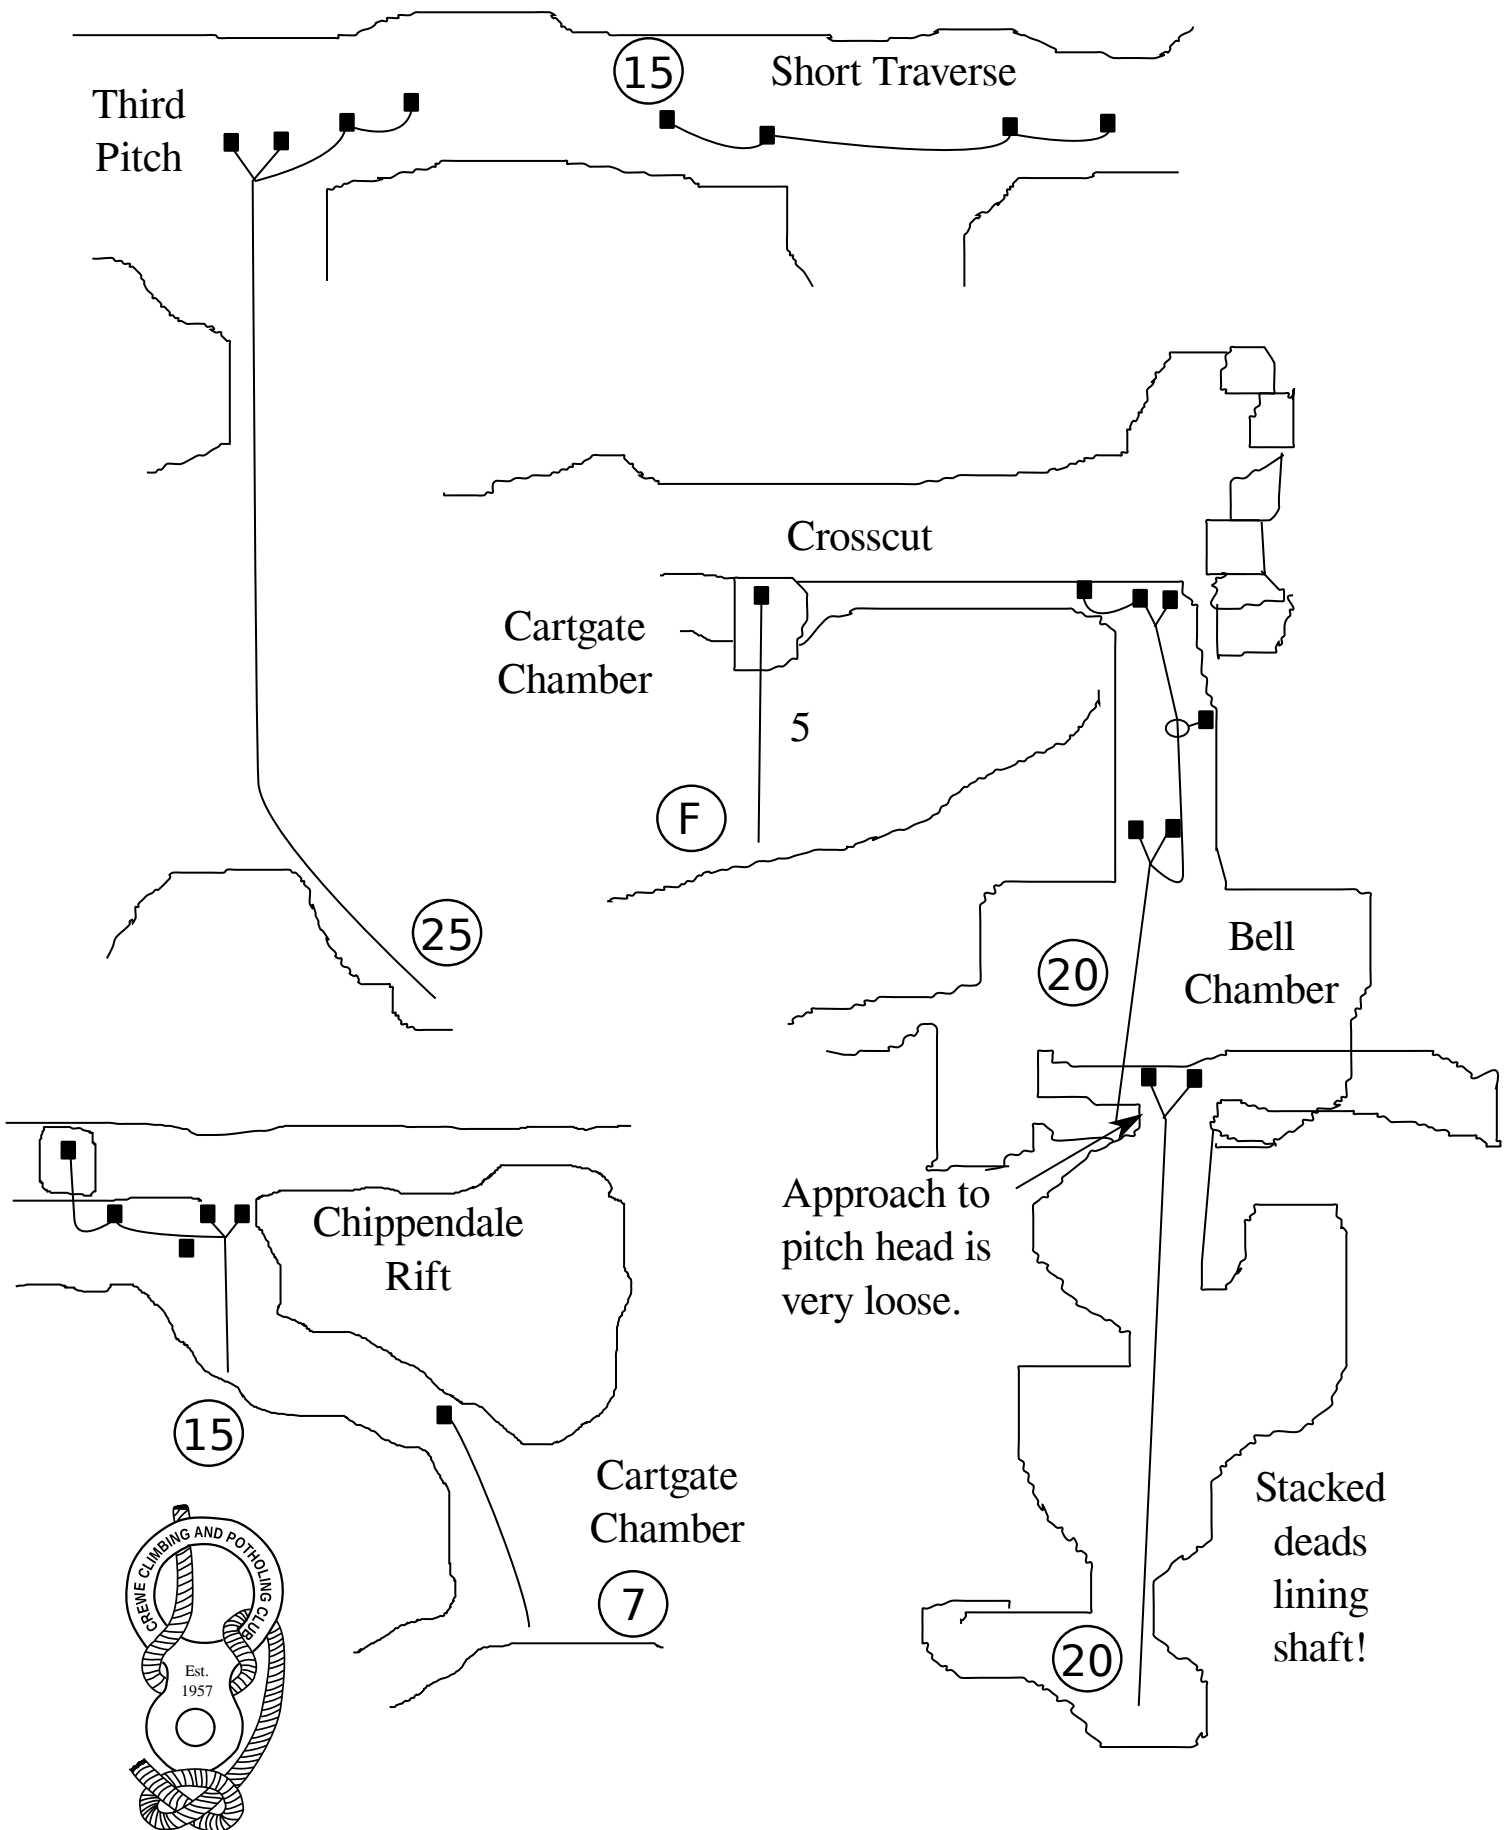 15
Short Traverse
Third
Pitch
Crosscut
Cartgate
Chamber
5
F
25
20
Bell
Chamber
Approach to
pitch head is
very loose.
Chippendale
Rift
15
Cartgate
Chamber
7
Stacked
deads
lining
shaft!
20
CREWE CLIMBING AND POTHOLING CLUB
Est.
1957